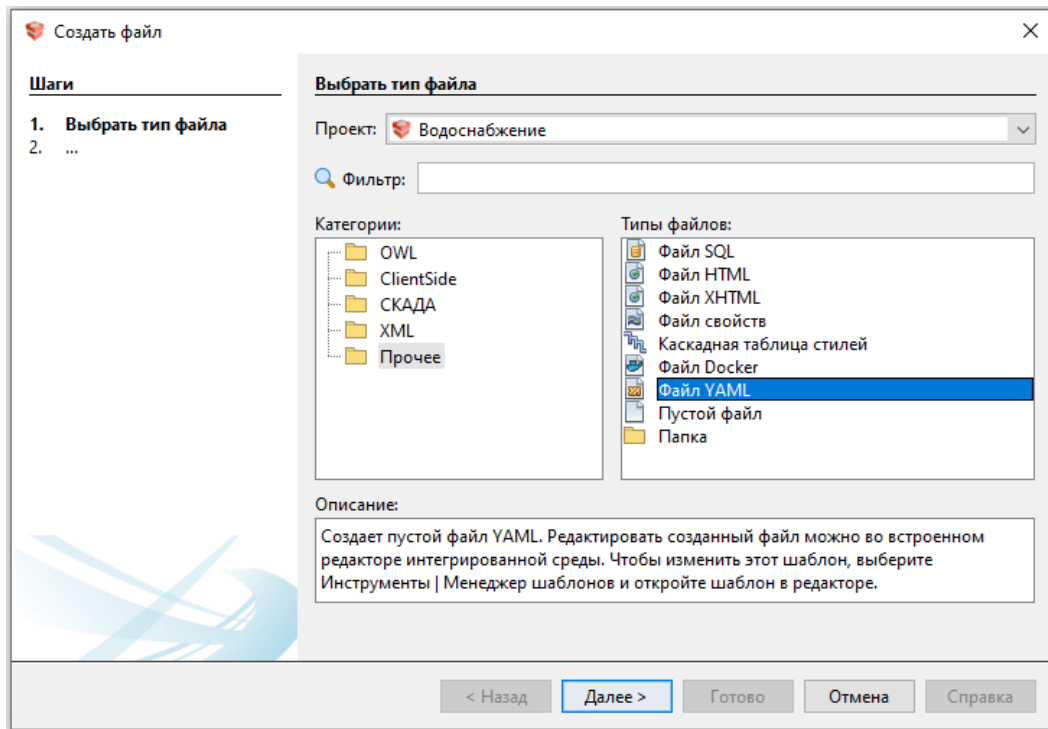 Создать файл
Шаги
1. Выбрать тип файла
2. ...
Выбрать тип файла
Проект: Водоснабжение
Фильтр:
Категории:
OWL
ClientSide
СКАДА
XML
Прочее
Типы файлов:
Файл SQL
Файл HTML
Файл XHTML
Файл свойств
Каскадная таблица стилей
Файл Docker
Файл YAML
Пустой файл
Папка
Описание:
Создает пустой файл YAML. Редактировать созданный файл можно во встроенном
редакторе интегрированной среды. Чтобы изменить этот шаблон, выберите
Инструменты | Менеджер шаблонов и откройте шаблон в редакторе.
< Назад
Далее >
Готово
Отмена
Справка